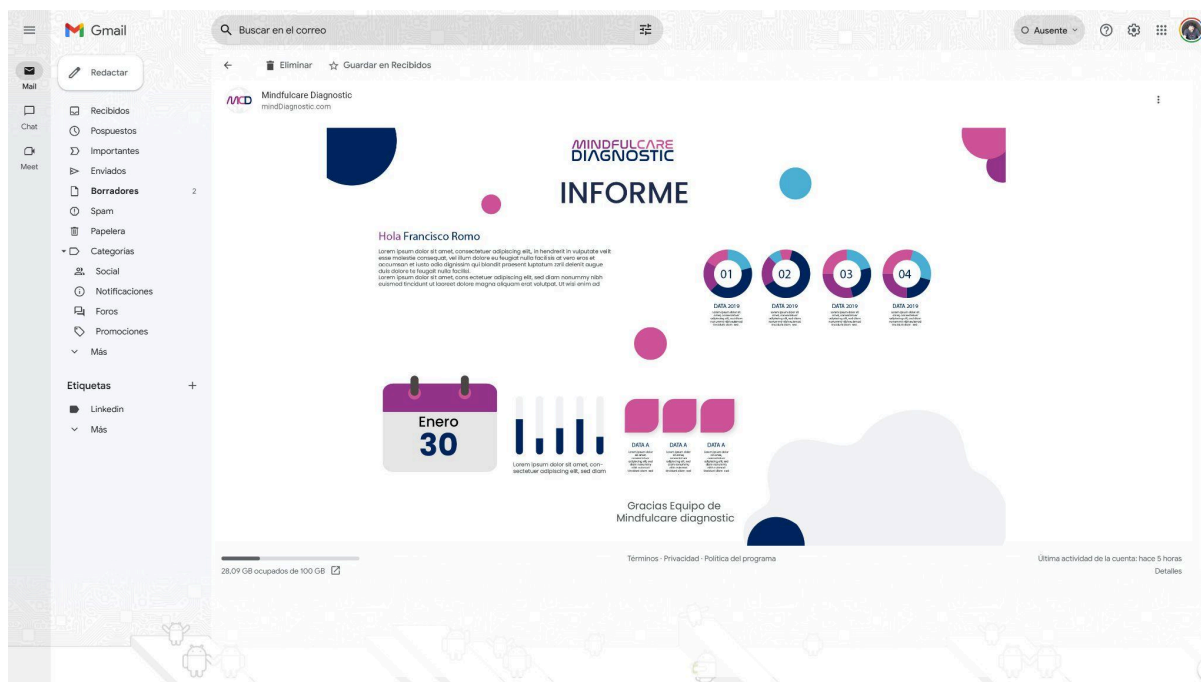 Gmail
Buscar en el correo
Ausente
Mail
Chat
Meet
Redactar
Recibidos
Pospuestos
Importantes
Enviados
Borradores 2
Spam
Papelera
Categorías
Social
Notificaciones
Foros
Promociones
Más
Etiquetas +
Linkedin
Más
Eliminar Guardar en Recibidos
MCD
Mindfulcare Diagnostic
mindDiagnostic.com
MINDFULCARE
DIAGNOSTIC
INFORME
Hola Francisco Romo
Lorem ipsum dolor sit amet, consectetuer adipiscing elit, in hendrerit in vulputate velit
esse molestie consequat, vel illum dolore eu feugiat nulla facilisis at vero eros et
accumsan et iusto odio dignissim qui blandit praesent luptatum zzril delenit augue
duis dolore te feugait nulla facilisi.
Lorem ipsum dolor sit amet, cons ectetuer adipiscing elit, sed diam nonummy nibh
euismod tincidunt ut laoreet dolore magna aliquam erat volutpat. Ut wisi enim ad
01 02 03 04
DATA 2019 DATA 2019 DATA 2019 DATA 2019
Enero
30
Lorem ipsum dolor sit amet, con-
sectetuer adipiscing elit, sed diam
DATA A DATA A DATA A
Gracias Equipo de
Mindfulcare diagnostic
28,09 GB ocupados de 100 GB
Términos · Privacidad · Política del programa
Última actividad de la cuenta: hace 5 horas
Detalles